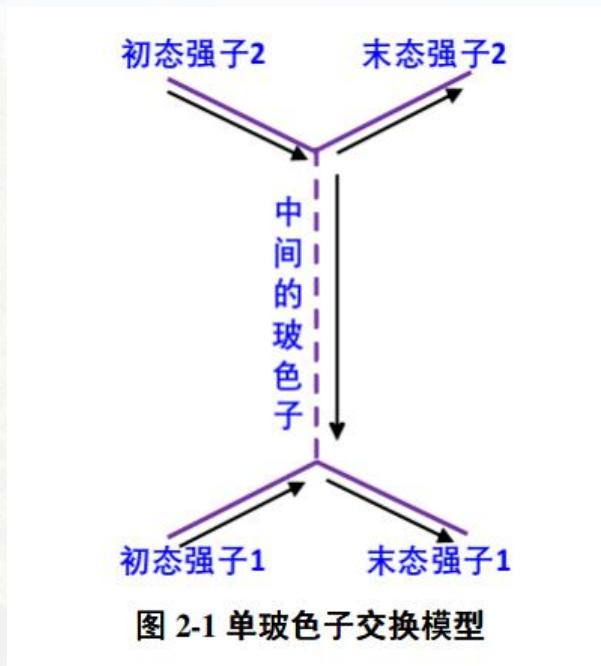 初态强子2 末态强子2
中
间
的
玻
色
子
初态强子1 末态强子1
图 2-1 单玻色子交换模型